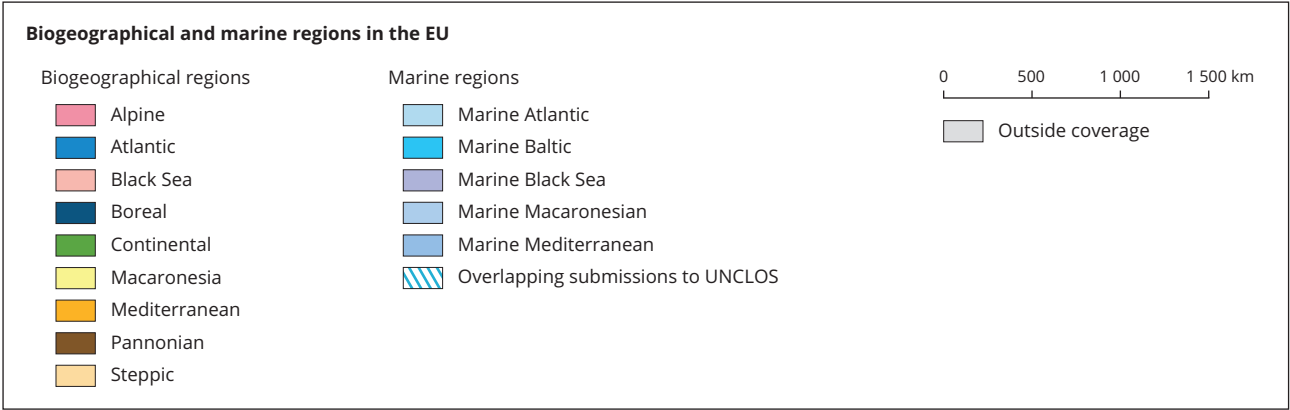 Biogeographical and marine regions in the EU
Biogeographical regions
Alpine
Atlantic
Black Sea
Boreal
Continental
Macaronesia
Mediterranean
Pannonian
Steppic
Marine regions
Marine Atlantic
Marine Baltic
Marine Black Sea
Marine Macaronesian
Marine Mediterranean
Overlapping submissions to UNCLOS
0 500 1 000 1 500 km
Outside coverage